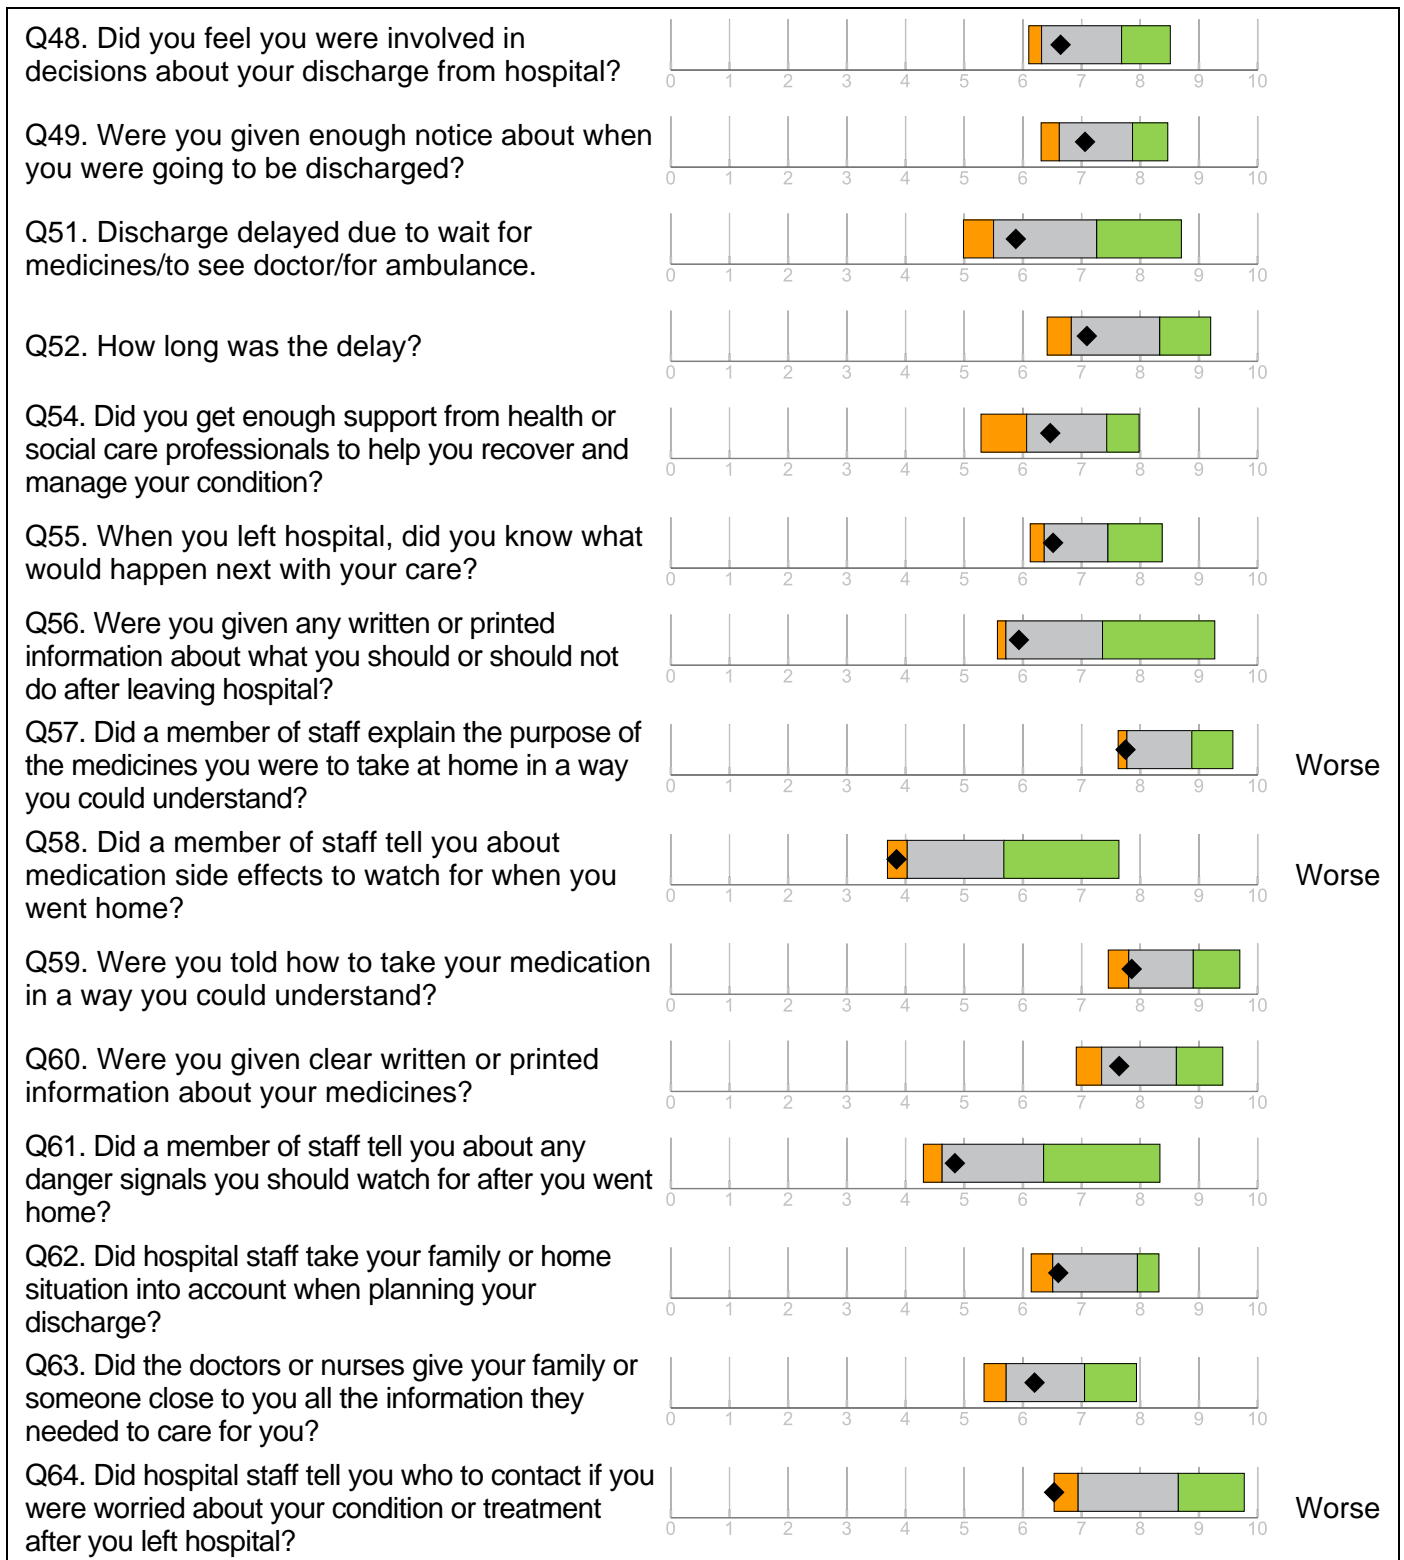 Q48. Did you feel you were involved in
decisions about your discharge from hospital?
0 1 2 3 4 5 6 7 8 9 10
Q49. Were you given enough notice about when
you were going to be discharged?
0 1 2 3 4 5 6 7 8 9 10
Q51. Discharge delayed due to wait for
medicines/to see doctor/for ambulance.
0 1 2 3 4 5 6 7 8 9 10
Q52. How long was the delay?
0 1 2 3 4 5 6 7 8 9 10
Q54. Did you get enough support from health or
social care professionals to help you recover and
manage your condition?
0 1 2 3 4 5 6 7 8 9 10
Q55. When you left hospital, did you know what
would happen next with your care?
0 1 2 3 4 5 6 7 8 9 10
Q56. Were you given any written or printed
information about what you should or should not
do after leaving hospital?
0 1 2 3 4 5 6 7 8 9 10
Q57. Did a member of staff explain the purpose of
the medicines you were to take at home in a way
you could understand?
0 1 2 3 4 5 6 7 8 9 10
Worse
Q58. Did a member of staff tell you about
medication side effects to watch for when you
went home?
0 1 2 3 4 5 6 7 8 9 10
Worse
Q59. Were you told how to take your medication
in a way you could understand?
0 1 2 3 4 5 6 7 8 9 10
Q60. Were you given clear written or printed
information about your medicines?
0 1 2 3 4 5 6 7 8 9 10
Q61. Did a member of staff tell you about any
danger signals you should watch for after you went
home?
0 1 2 3 4 5 6 7 8 9 10
Q62. Did hospital staff take your family or home
situation into account when planning your
discharge?
0 1 2 3 4 5 6 7 8 9 10
Q63. Did the doctors or nurses give your family or
someone close to you all the information they
needed to care for you?
0 1 2 3 4 5 6 7 8 9 10
Q64. Did hospital staff tell you who to contact if you
were worried about your condition or treatment
after you left hospital?
0 1 2 3 4 5 6 7 8 9 10
Worse